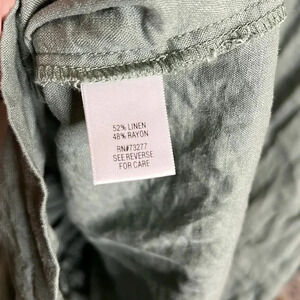 52% LINEN
48% RAYON
RN#73277
SEE REVERSE
FOR CARE